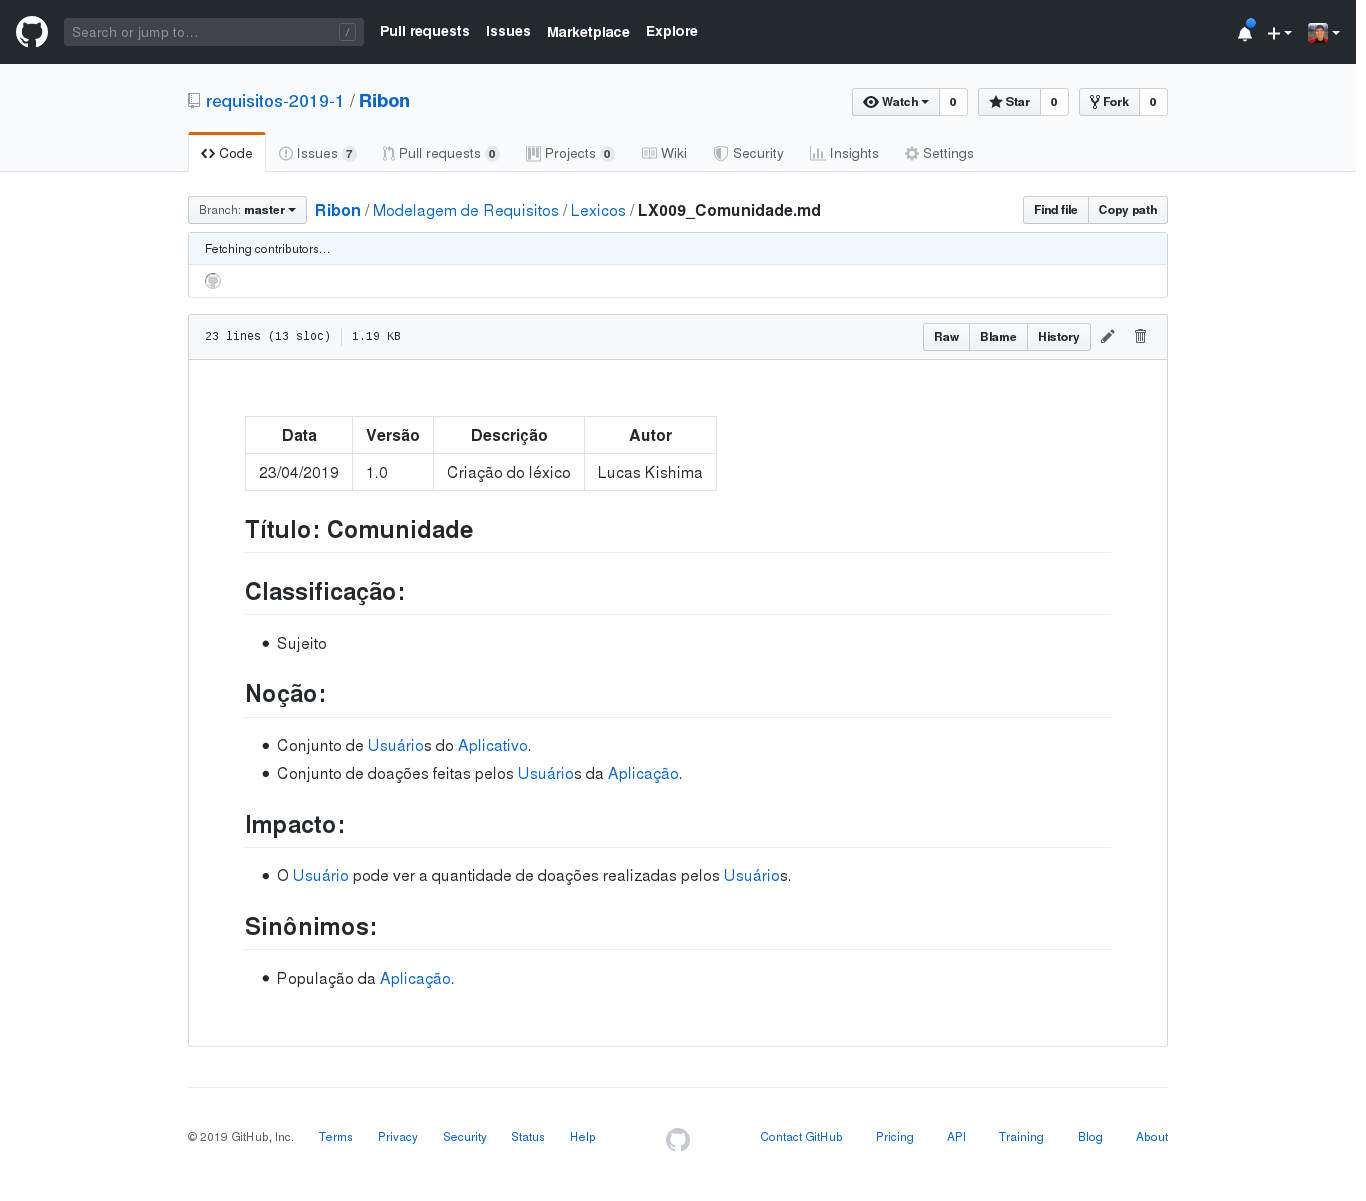 Search or jump to… /
Pull requests Issues Marketplace Explore
requisitos-2019-1 / Ribon
Watch 0 Star 0 Fork 0
Code Issues 7 Pull requests 0 Projects 0 Wiki Security Insights Settings
Branch: master Ribon / Modelagem de Requisitos / Lexicos / LX009_Comunidade.md Find file Copy path
Fetching contributors…
23 lines (13 sloc) 1.19 KB Raw Blame History
Data Versão Descrição Autor
23/04/2019 1.0 Criação do léxico Lucas Kishima
Título: Comunidade
Classificação:
Sujeito
Noção:
Conjunto de Usuários do Aplicativo.
Conjunto de doações feitas pelos Usuários da Aplicação.
Impacto:
O Usuário pode ver a quantidade de doações realizadas pelos Usuários.
Sinônimos:
População da Aplicação.
© 2019 GitHub, Inc. Terms Privacy Security Status Help Contact GitHub Pricing API Training Blog About